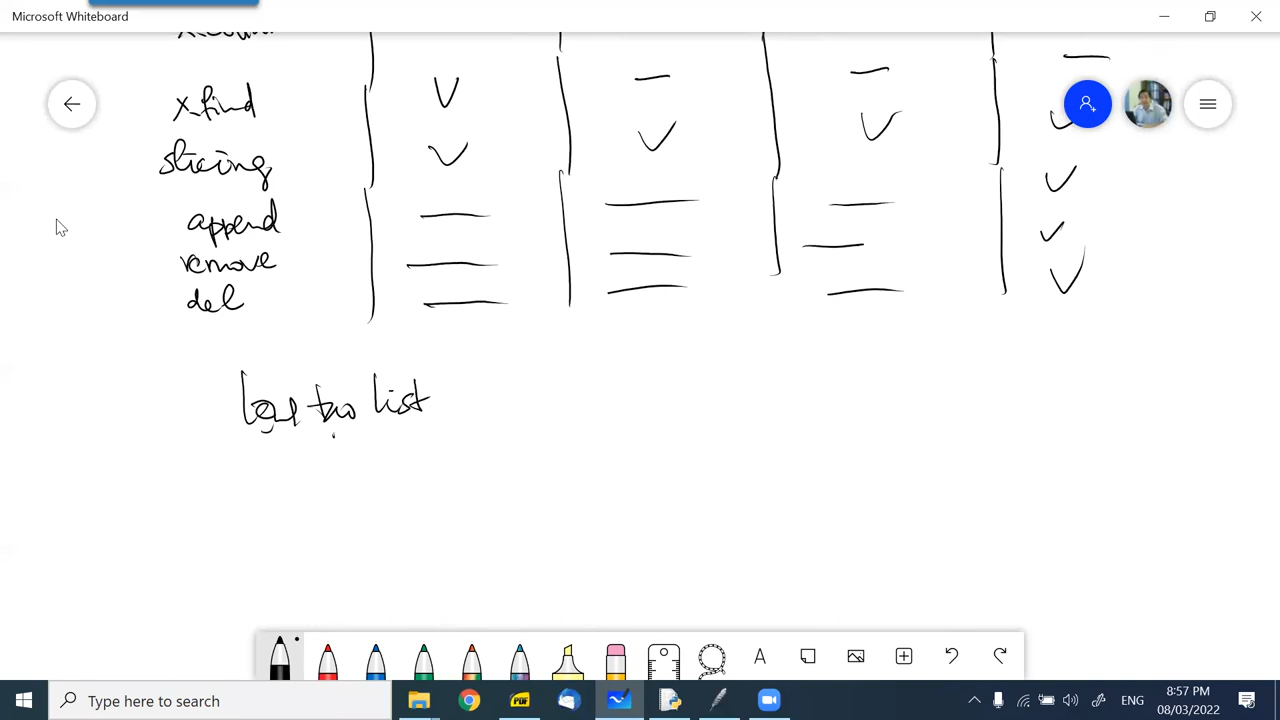 Microsoft Whiteboard
x.find
slicing
append
remove
del
list
A
Type here to search
PDF
ENG
8:57 PM
08/03/2022